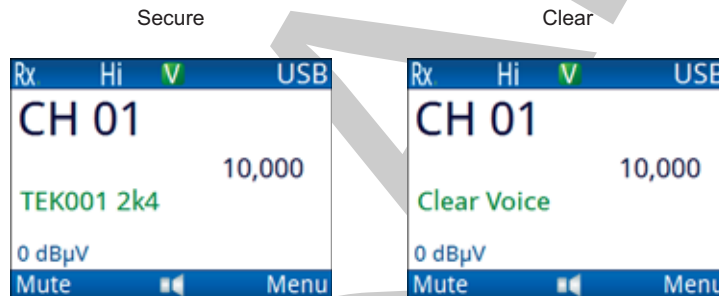 Secure
Clear
Rx Hi V USB
CH 01
10,000
TEK001 2k4
0 dBµV
Mute Menu
Rx Hi V USB
CH 01
10,000
Clear Voice
0 dBµV
Mute Menu